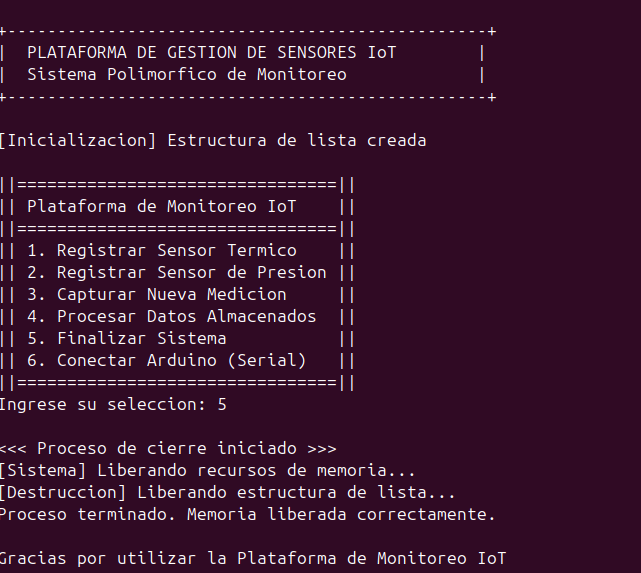 +------------------------------------------------+
|  PLATAFORMA DE GESTION DE SENSORES IoT        |
|  Sistema Polimorfico de Monitoreo             |
+------------------------------------------------+
[Inicializacion] Estructura de lista creada
||================================||
|| Plataforma de Monitoreo IoT    ||
||================================||
|| 1. Registrar Sensor Termico    ||
|| 2. Registrar Sensor de Presion ||
|| 3. Capturar Nueva Medicion     ||
|| 4. Procesar Datos Almacenados  ||
|| 5. Finalizar Sistema           ||
|| 6. Conectar Arduino (Serial)   ||
||================================||
Ingrese su seleccion: 5
<<< Proceso de cierre iniciado >>>
[Sistema] Liberando recursos de memoria...
[Destruccion] Liberando estructura de lista...
Proceso terminado. Memoria liberada correctamente.
Gracias por utilizar la Plataforma de Monitoreo IoT